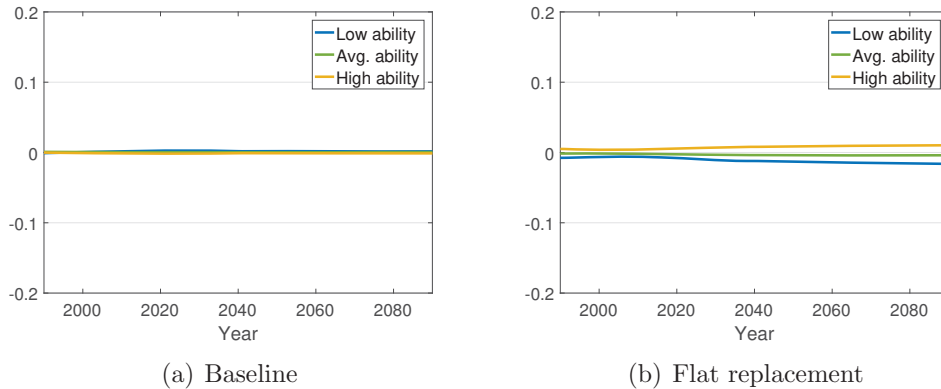 0.2
0.1
0
-0.1
-0.2
2000 2020 2040 2060 2080
Year
Low ability
Avg. ability
High ability
(a) Baseline
0.2
0.1
0
-0.1
-0.2
2000 2020 2040 2060 2080
Year
Low ability
Avg. ability
High ability
(b) Flat replacement